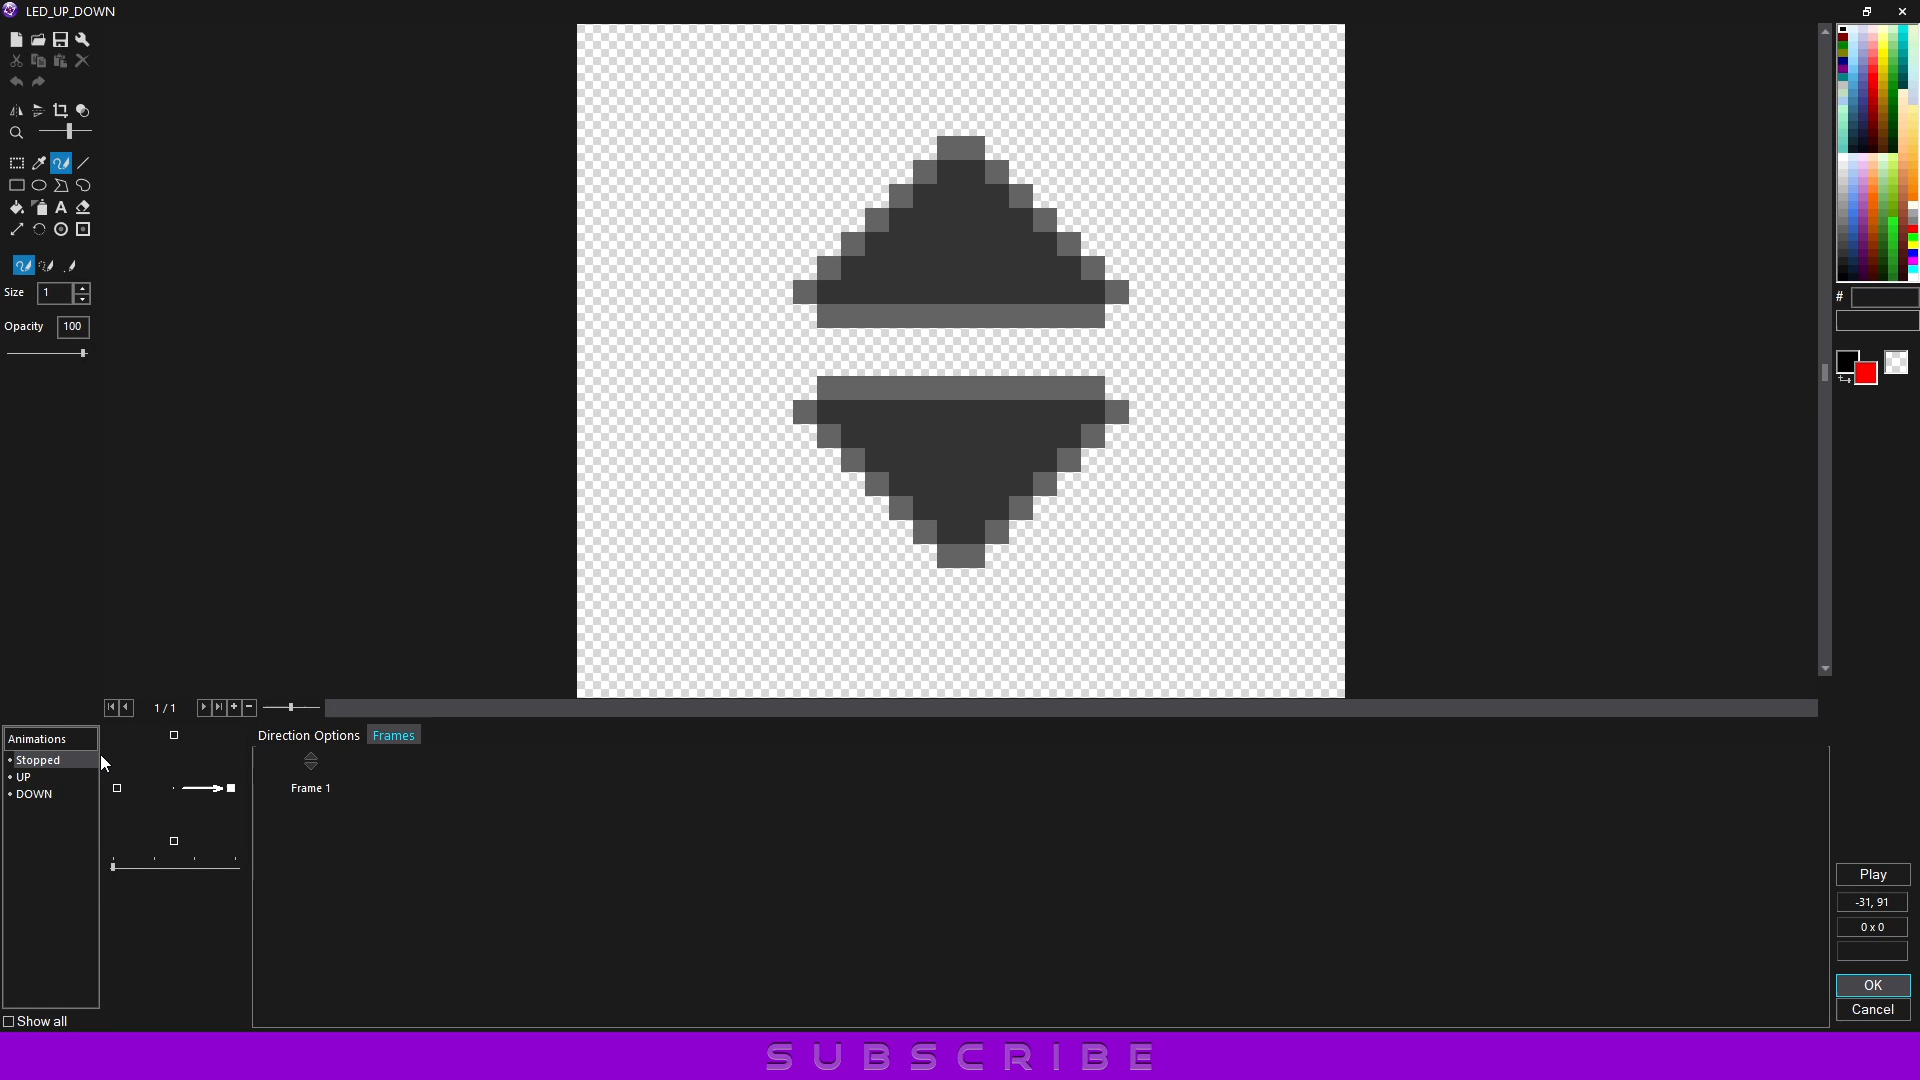 LED_UP_DOWN
Size 1
Opacity 100
#
1/1
Animations
Stopped
UP
DOWN
Show all
Direction Options Frames
Frame 1
Play
-31, 91
0 x 0
OK
Cancel
SUBSCRIBE